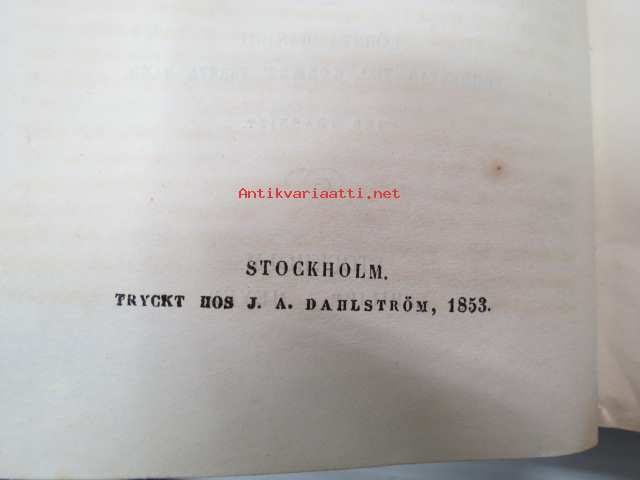 Antikvariaatti.net
STOCKHOLM.
TRYCKT HOS J. A. DAHLSTRÖM, 1853.